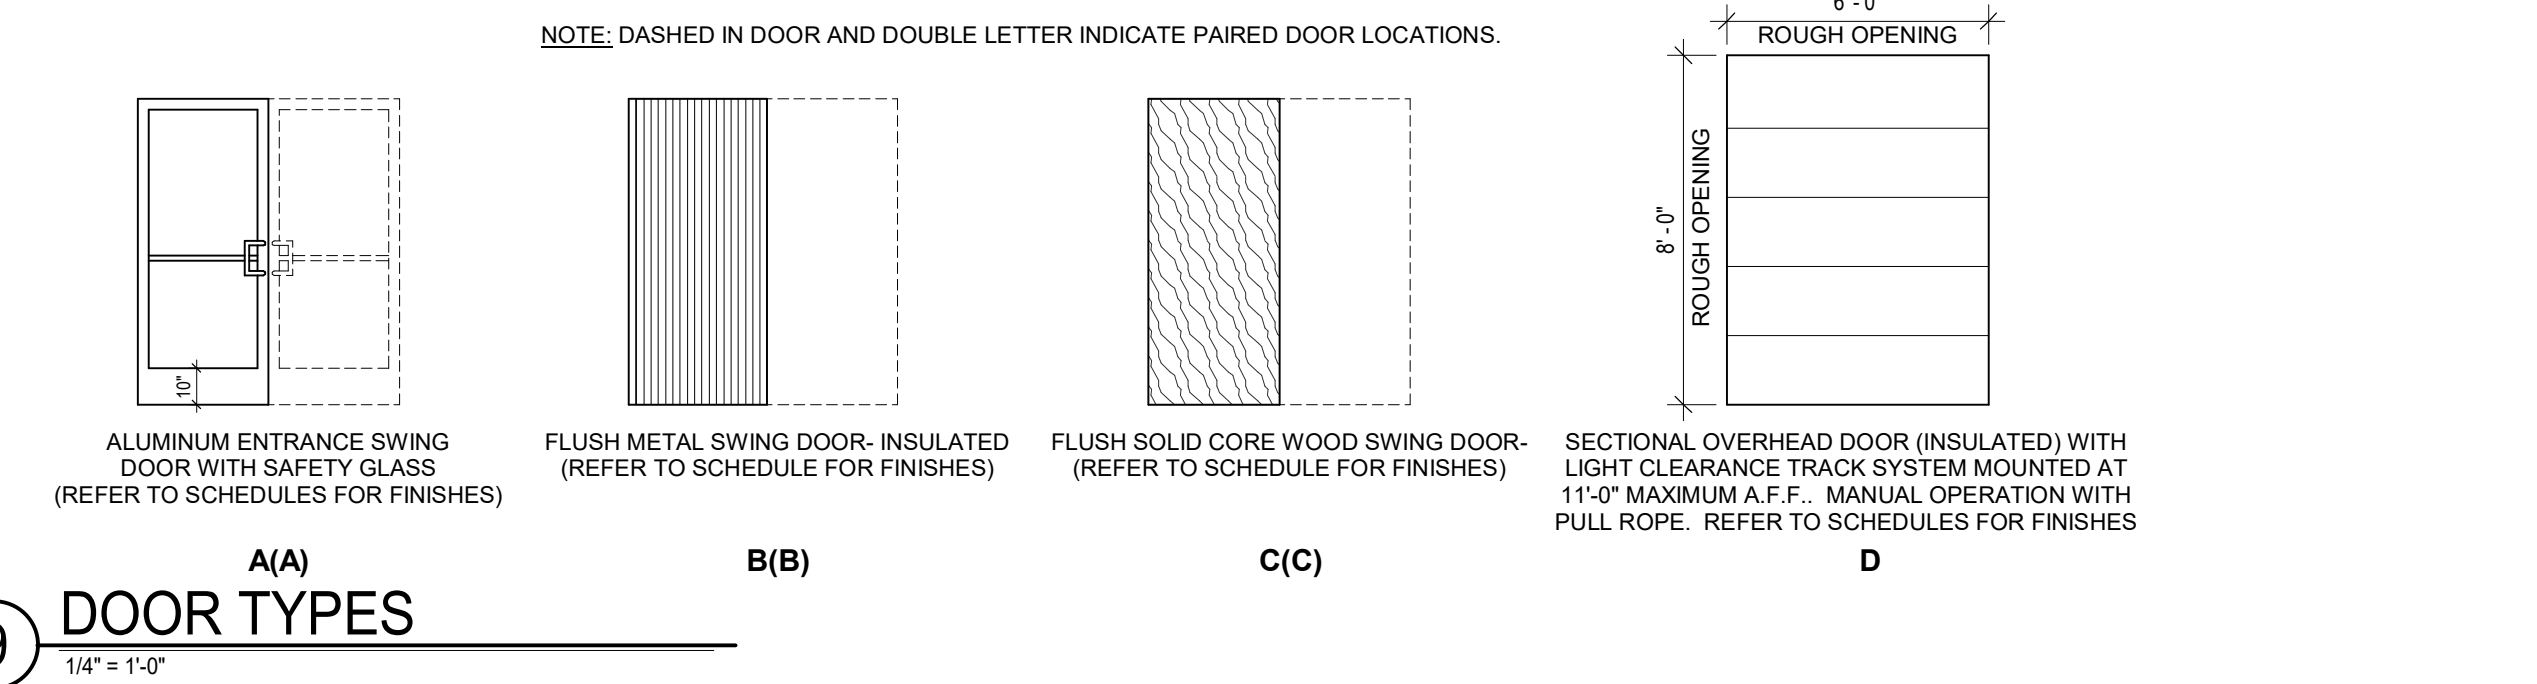 6'-0"
NOTE: DASHED IN DOOR AND DOUBLE LETTER INDICATE PAIRED DOOR LOCATIONS.
ROUGH OPENING
8'-0"
ROUGH OPENING
10"
ALUMINUM ENTRANCE SWING
DOOR WITH SAFETY GLASS
(REFER TO SCHEDULES FOR FINISHES)
A(A)
FLUSH METAL SWING DOOR- INSULATED
(REFER TO SCHEDULE FOR FINISHES)
B(B)
FLUSH SOLID CORE WOOD SWING DOOR-
(REFER TO SCHEDULE FOR FINISHES)
C(C)
SECTIONAL OVERHEAD DOOR (INSULATED) WITH
LIGHT CLEARANCE TRACK SYSTEM MOUNTED AT
11'-0" MAXIMUM A.F.F.. MANUAL OPERATION WITH
PULL ROPE. REFER TO SCHEDULES FOR FINISHES
D
DOOR TYPES
1/4" = 1'-0"